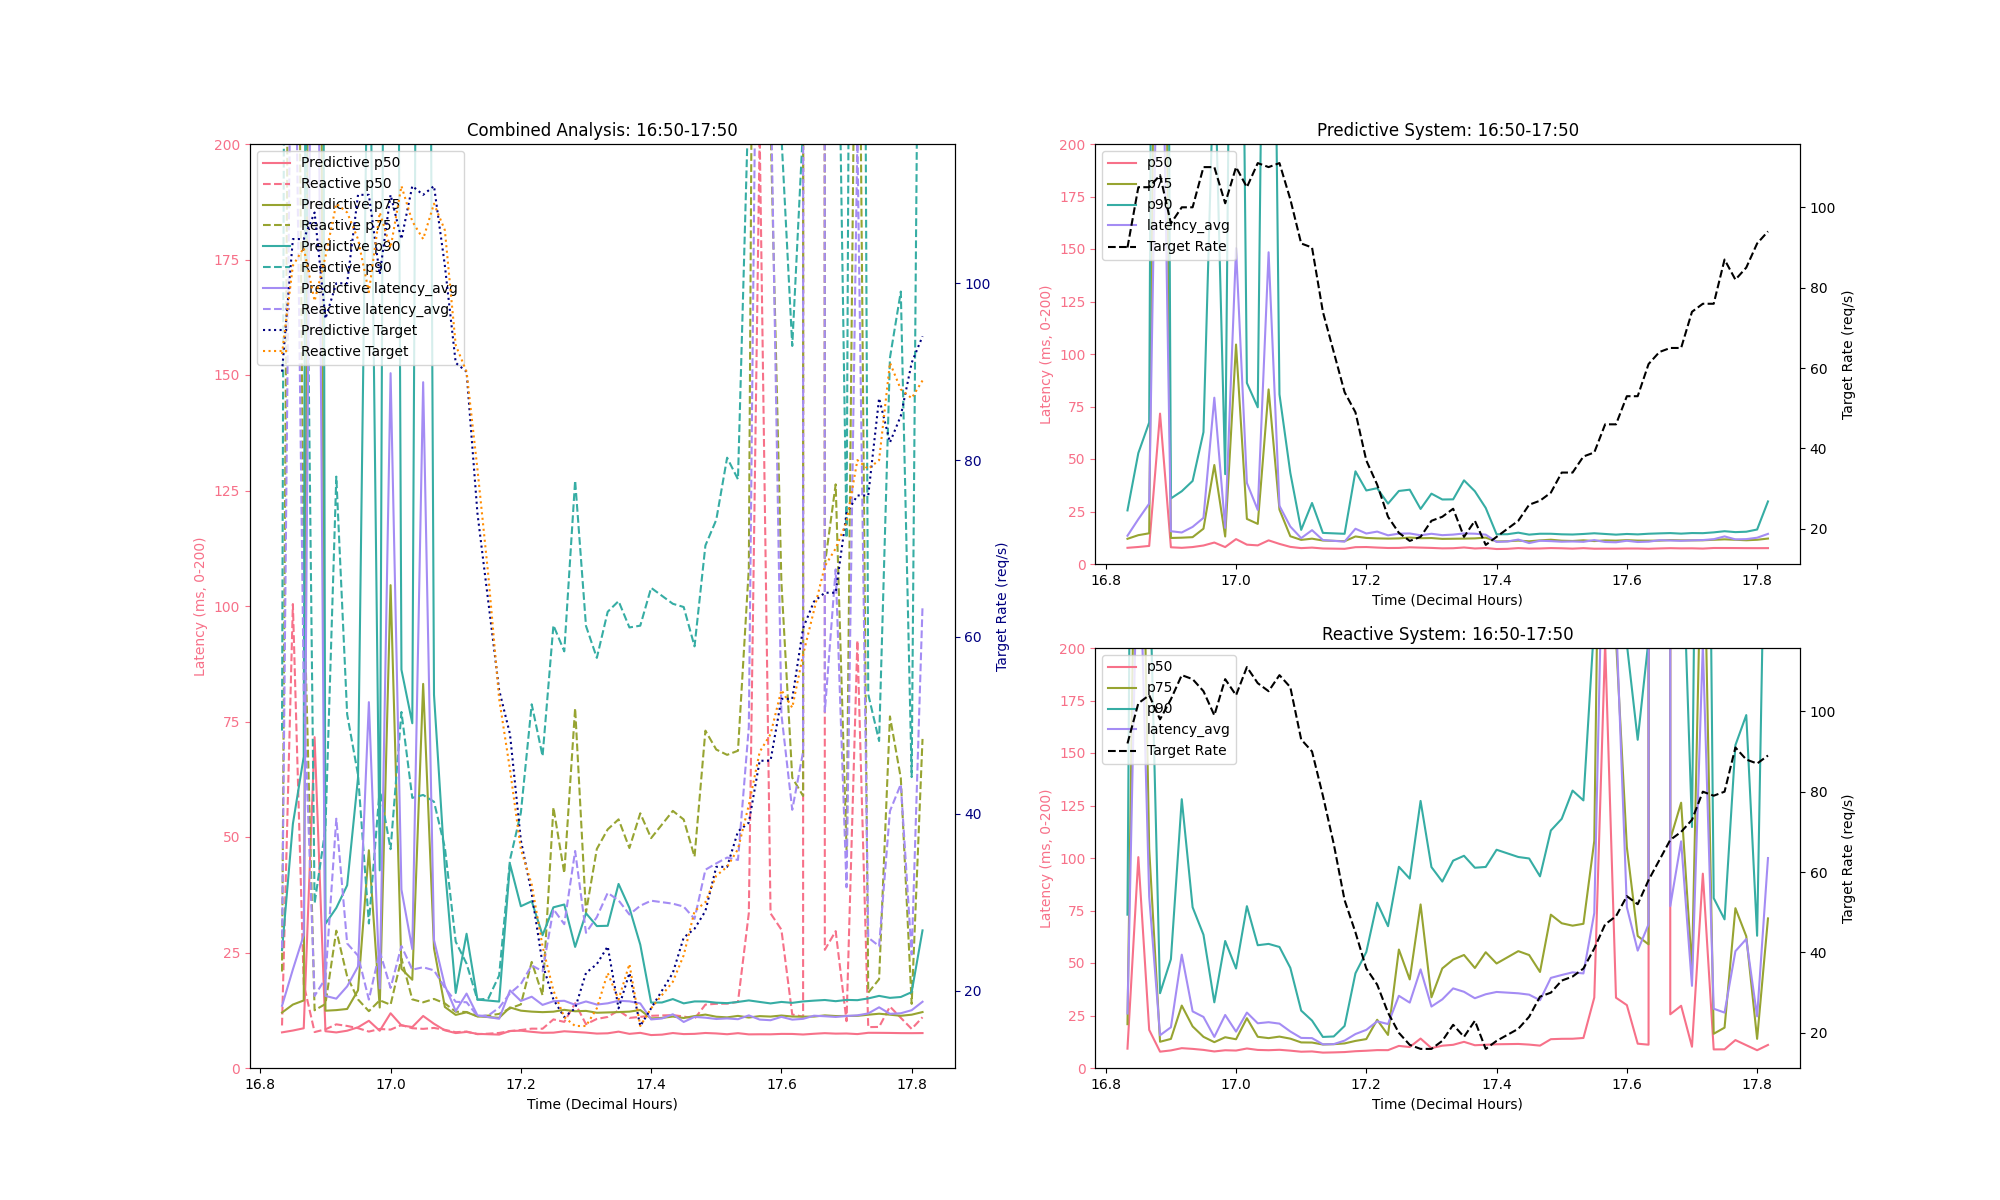 Combined Analysis: 16:50-17:50
Predictive p50
Reactive p50
Predictive p75
Reactive p75
Predictive p90
Reactive p90
Predictive latency_avg
Reactive latency_avg
Predictive Target
Reactive Target
200
175
150
125
100
75
50
25
0
Latency (ms, 0-200)
100
80
60
40
20
Target Rate (req/s)
16.8 17.0 17.2 17.4 17.6 17.8
Time (Decimal Hours)
Predictive System: 16:50-17:50
p50
p75
p90
latency_avg
Target Rate
200
175
150
125
100
75
50
25
0
Latency (ms, 0-200)
100
80
60
40
20
Target Rate (req/s)
16.8 17.0 17.2 17.4 17.6 17.8
Time (Decimal Hours)
Reactive System: 16:50-17:50
p50
p75
p90
latency_avg
Target Rate
200
175
150
125
100
75
50
25
0
Latency (ms, 0-200)
100
80
60
40
20
Target Rate (req/s)
16.8 17.0 17.2 17.4 17.6 17.8
Time (Decimal Hours)